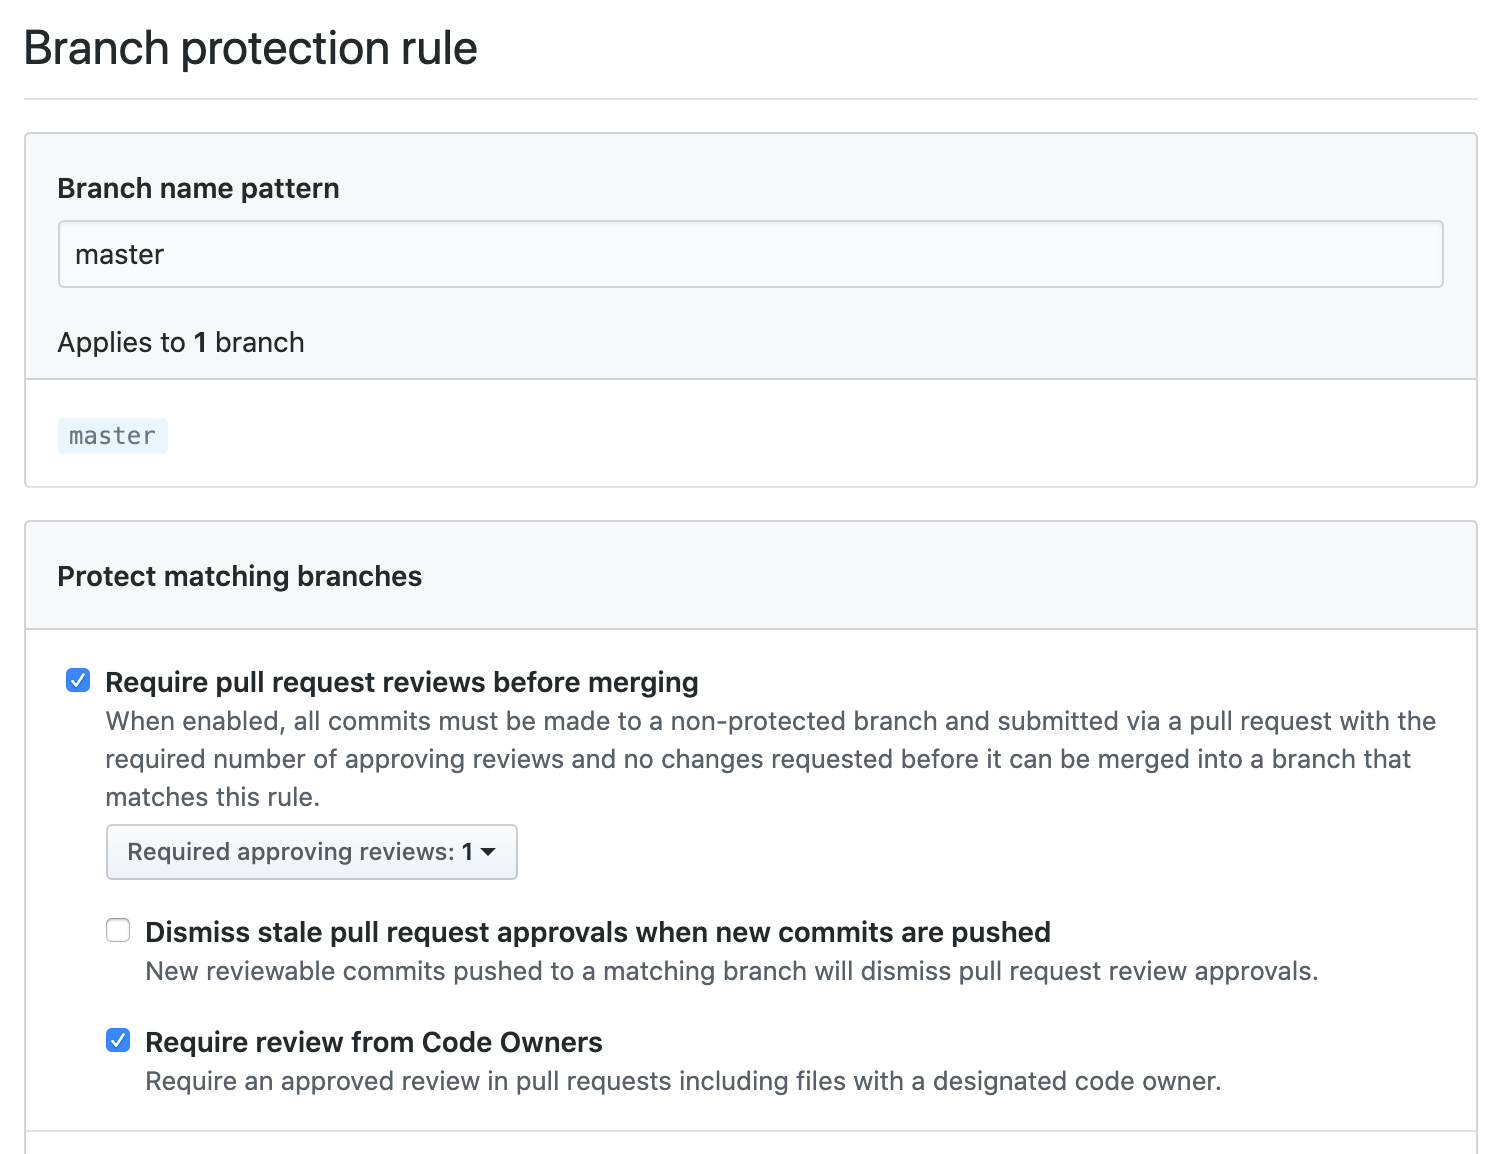 Branch protection rule
Branch name pattern
master
Applies to 1 branch
master
Protect matching branches
Require pull request reviews before merging
When enabled, all commits must be made to a non-protected branch and submitted via a pull request with the
required number of approving reviews and no changes requested before it can be merged into a branch that
matches this rule.
Required approving reviews: 1
Dismiss stale pull request approvals when new commits are pushed
New reviewable commits pushed to a matching branch will dismiss pull request review approvals.
Require review from Code Owners
Require an approved review in pull requests including files with a designated code owner.